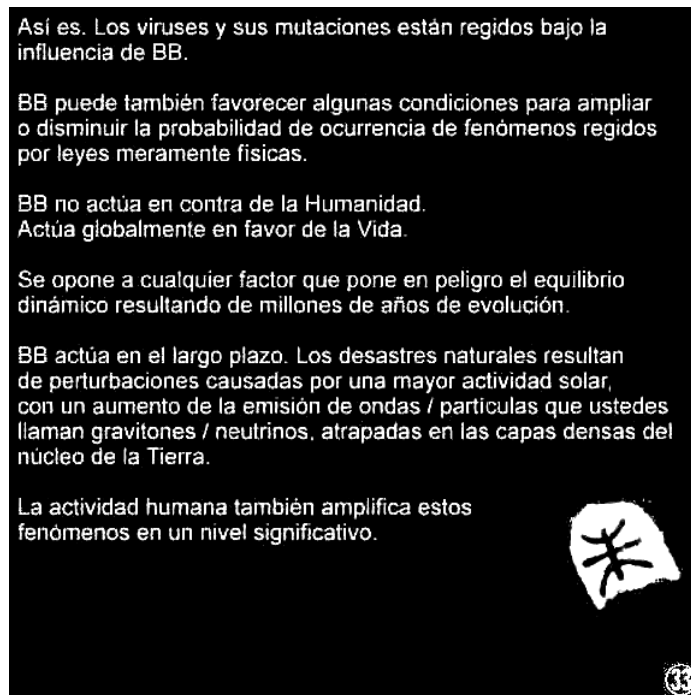 Así es. Los viruses y sus mutaciones están regidos bajo la
influencia de BB.
BB puede también favorecer algunas condiciones para ampliar
o disminuir la probabilidad de ocurrencia de fenómenos regidos
por leyes meramente fisicas.
BB no actúa en contra de la Humanidad.
Actúa globalmente en favor de la Vida.
Se opone a cualquier factor que pone en peligro el equilibrio
dinámico resultando de millones de años de evolución.
BB actúa en el largo plazo. Los desastres naturales resultan
de perturbaciones causadas por una mayor actividad solar,
con un aumento de la emisión de ondas / particulas que ustedes
llaman gravitones / neutrinos, atrapadas en las capas densas del
núcleo de la Tierra.
La actividad humana también amplifica estos
fenómenos en un nivel significativo.